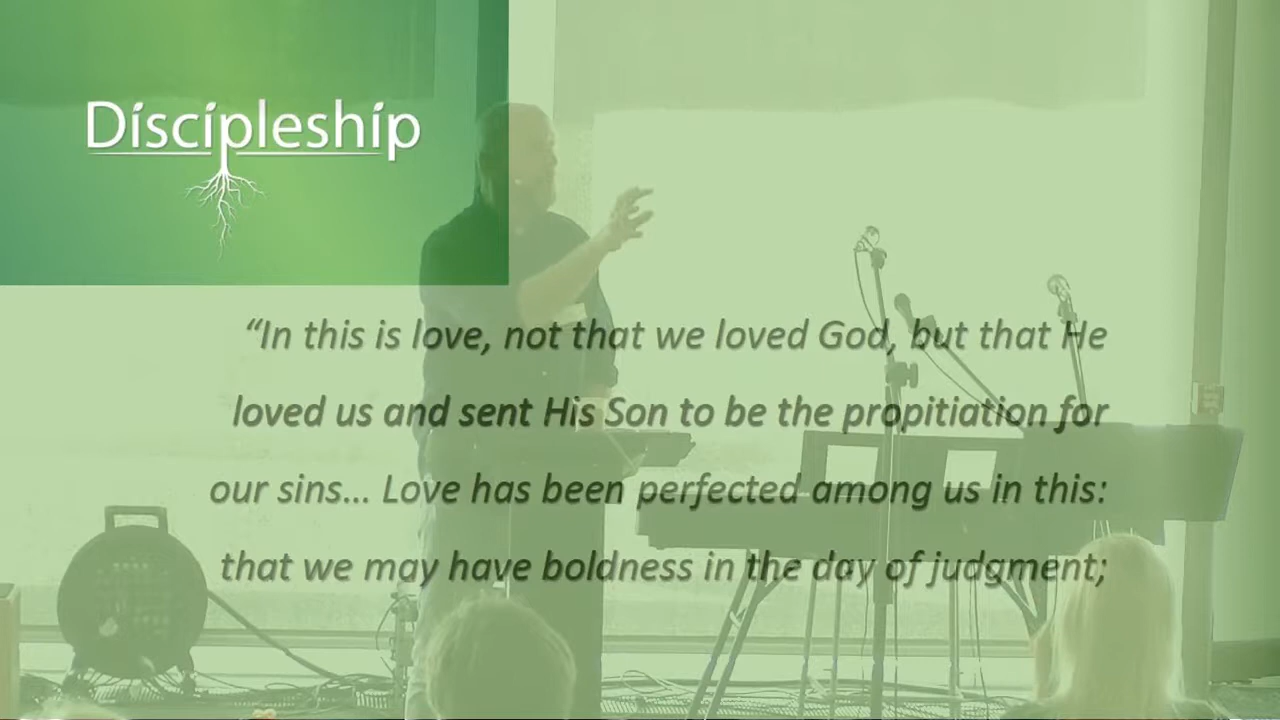 Discipleship
“In this is love, not that we loved God, but that He
loved us and sent His Son to be the propitiation for
our sins… Love has been perfected among us in this:
that we may have boldness in the day of judgment;